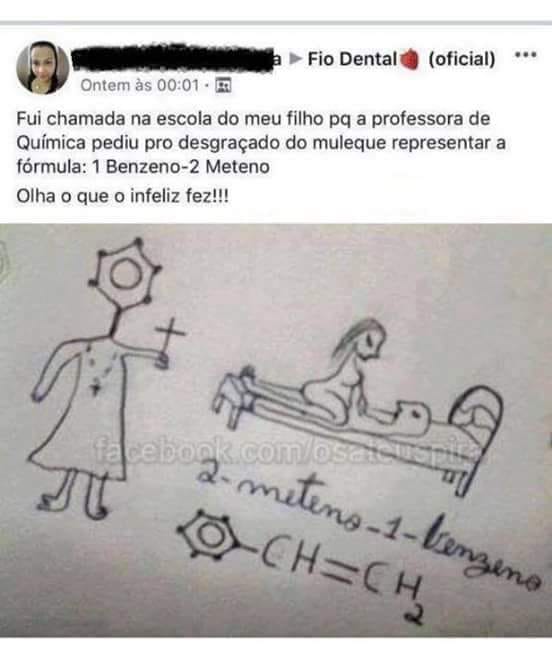 a ▸ Fio Dental🍓 (oficial) •••
Ontem às 00:01 ·
Fui chamada na escola do meu filho pq a professora de
Química pediu pro desgraçado do muleque representar a
fórmula: 1 Benzeno-2 Meteno
Olha o que o infeliz fez!!!
facebook.com/osateuspira
2-meteno-1-benzeno
CH=CH2